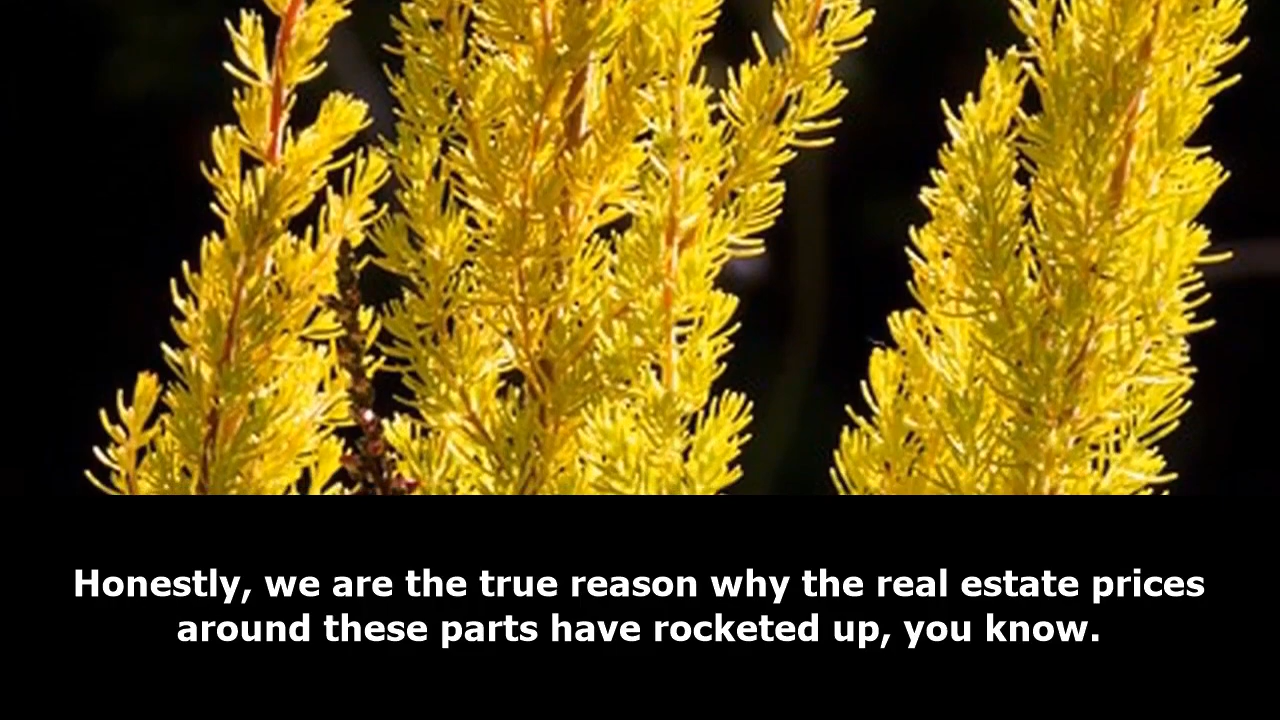 Honestly, we are the true reason why the real estate prices
around these parts have rocketed up, you know.